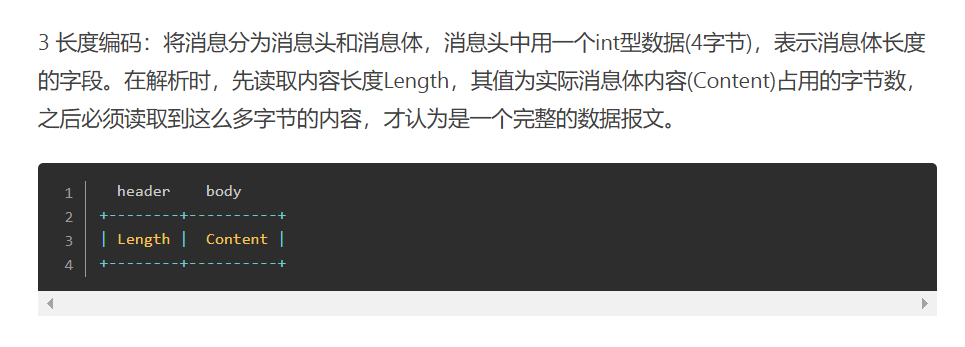 3 长度编码：将消息分为消息头和消息体，消息头中用一个int型数据(4字节)，表示消息体长度
的字段。在解析时，先读取内容长度Length，其值为实际消息体内容(Content)占用的字节数，
之后必须读取到这么多字节的内容，才认为是一个完整的数据报文。
1   header    body
2 +--------+----------+
3 | Length |  Content |
4 +--------+----------+